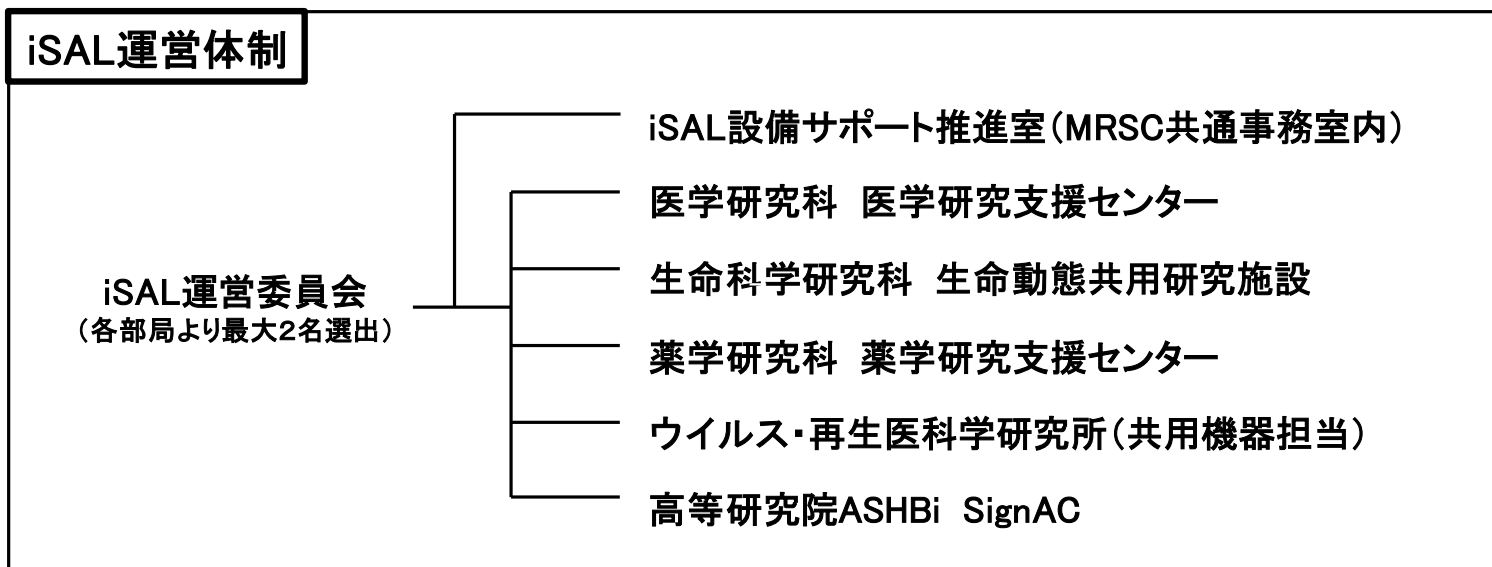 iSAL運営体制
iSAL設備サポート推進室(MRSC共通事務室内)
医学研究科 医学研究支援センター
生命科学研究科 生命動態共用研究施設
iSAL運営委員会
(各部局より最大2名選出)
薬学研究科 薬学研究支援センター
ウイルス・再生医科学研究所(共用機器担当)
高等研究院ASHBi SignAC